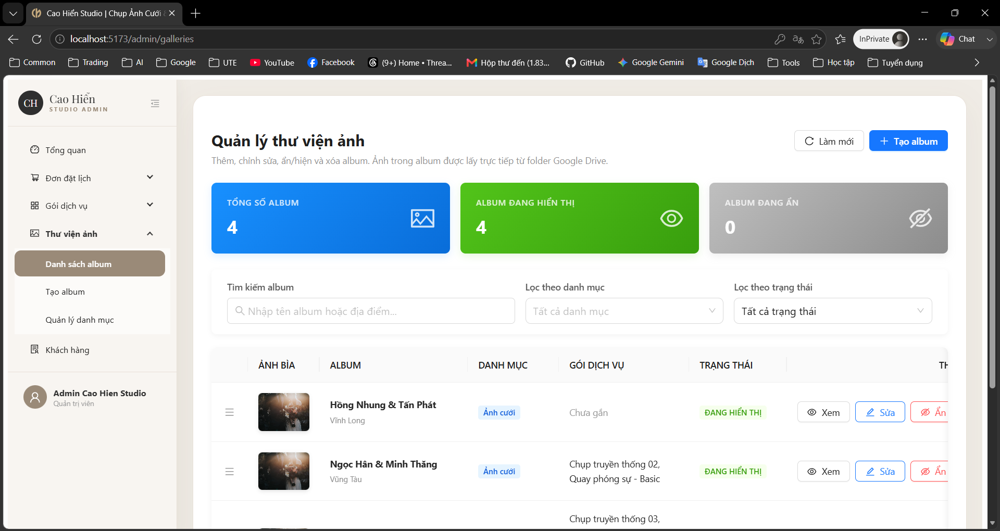 Cao Hiển Studio | Chụp Ảnh Cưới
localhost:5173/admin/galleries
InPrivate
Chat
Common
Trading
AI
Google
UTE
YouTube
Facebook
(9+) Home • Threa...
Hộp thư đến (1.83...
GitHub
Google Gemini
Google Dịch
Tools
Học tập
Tuyển dụng
CH
Cao Hiển
STUDIO ADMIN
Tổng quan
Đơn đặt lịch
Gói dịch vụ
Thư viện ảnh
Danh sách album
Tạo album
Quản lý danh mục
Khách hàng
Admin Cao Hien Studio
Quản trị viên
Quản lý thư viện ảnh
Thêm, chỉnh sửa, ẩn/hiện và xóa album. Ảnh trong album được lấy trực tiếp từ folder Google Drive.
Làm mới
Tạo album
TỔNG SỐ ALBUM
4
ALBUM ĐANG HIỂN THỊ
4
ALBUM ĐANG ẨN
0
Tìm kiếm album
Nhập tên album hoặc địa điểm...
Lọc theo danh mục
Tất cả danh mục
Lọc theo trạng thái
Tất cả trạng thái
ẢNH BÌA ALBUM DANH MỤC GÓI DỊCH VỤ TRẠNG THÁI TH
Hồng Nhung & Tấn Phát
Vĩnh Long
Ảnh cưới
Chưa gắn
ĐANG HIỂN THỊ
Xem
Sửa
Ẩn
Ngọc Hân & Minh Thăng
Vũng Tàu
Ảnh cưới
Chụp truyền thống 02,
Quay phóng sự - Basic
ĐANG HIỂN THỊ
Xem
Sửa
Ẩn
Chụp truyền thống 03,